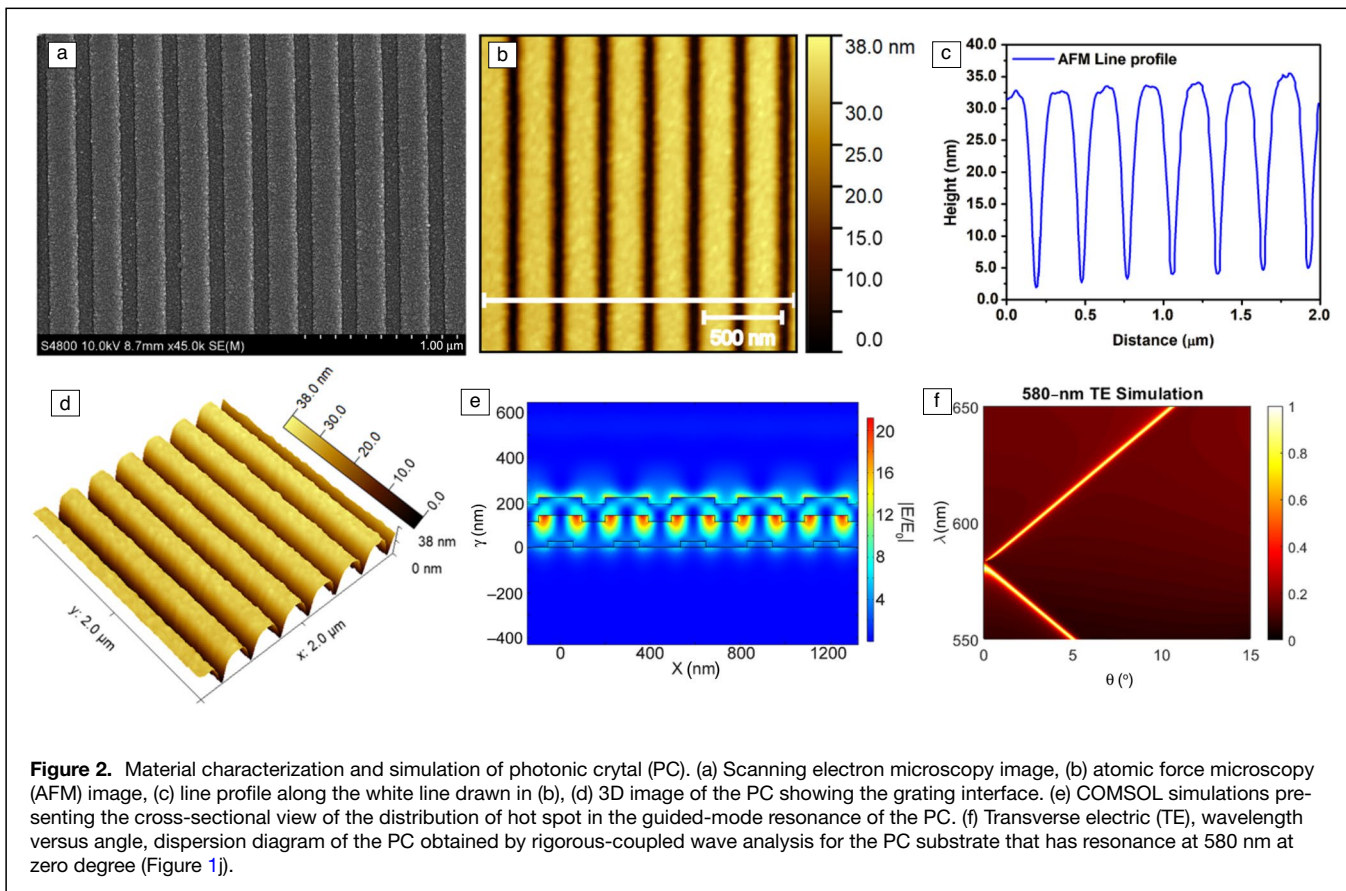 a
S4800 10.0kV 8.7mm x45.0k SE(M)
1.00 µm
b
500 nm
38.0 nm
30.0
25.0
20.0
15.0
10.0
0.0
c
AFM Line profile
40.0
35.0
30.0
25.0
20.0
15.0
10.0
5.0
0.0
Height (nm)
0.0 0.5 1.0 1.5 2.0
Distance (µm)
d
38.0 nm
30.0
20.0
10.0
0.0
38 nm
0 nm
y: 2.0 µm
x: 2.0 µm
e
600
400
200
0
–200
–400
γ (nm)
0 400 800 1200
X (nm)
20
16
12
8
4
|E/E₀|
f
580–nm TE Simulation
650
600
550
λ(nm)
0 5 10 15
θ (°)
1
0.8
0.6
0.4
0.2
0
Figure 2. Material characterization and simulation of photonic crytal (PC). (a) Scanning electron microscopy image, (b) atomic force microscopy
(AFM) image, (c) line profile along the white line drawn in (b), (d) 3D image of the PC showing the grating interface. (e) COMSOL simulations pre-
senting the cross-sectional view of the distribution of hot spot in the guided-mode resonance of the PC. (f) Transverse electric (TE), wavelength
versus angle, dispersion diagram of the PC obtained by rigorous-coupled wave analysis for the PC substrate that has resonance at 580 nm at
zero degree (Figure 1j).